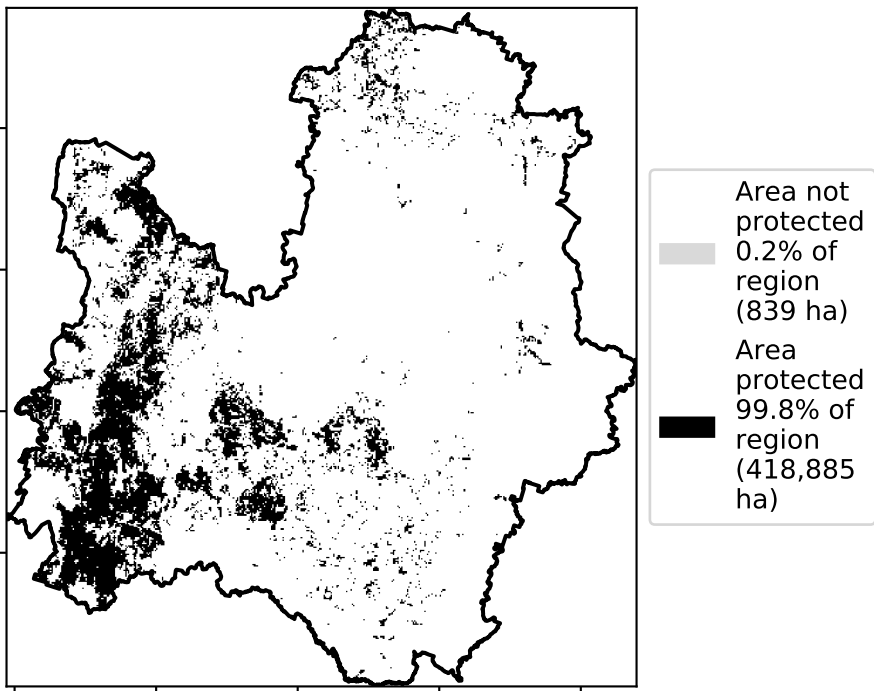 Area not
protected
0.2% of
region
(839 ha)
Area
protected
99.8% of
region
(418,885
ha)